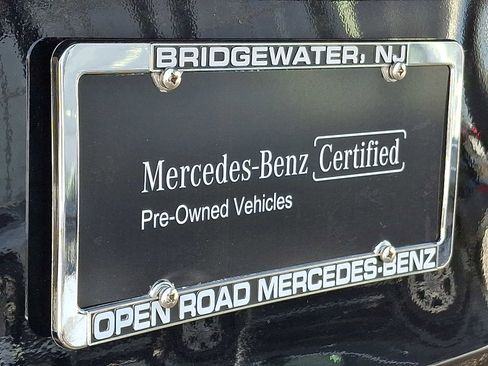 BRIDGEWATER, NJ
Mercedes-Benz Certified
Pre-Owned Vehicles
OPEN ROAD MERCEDES-BENZ